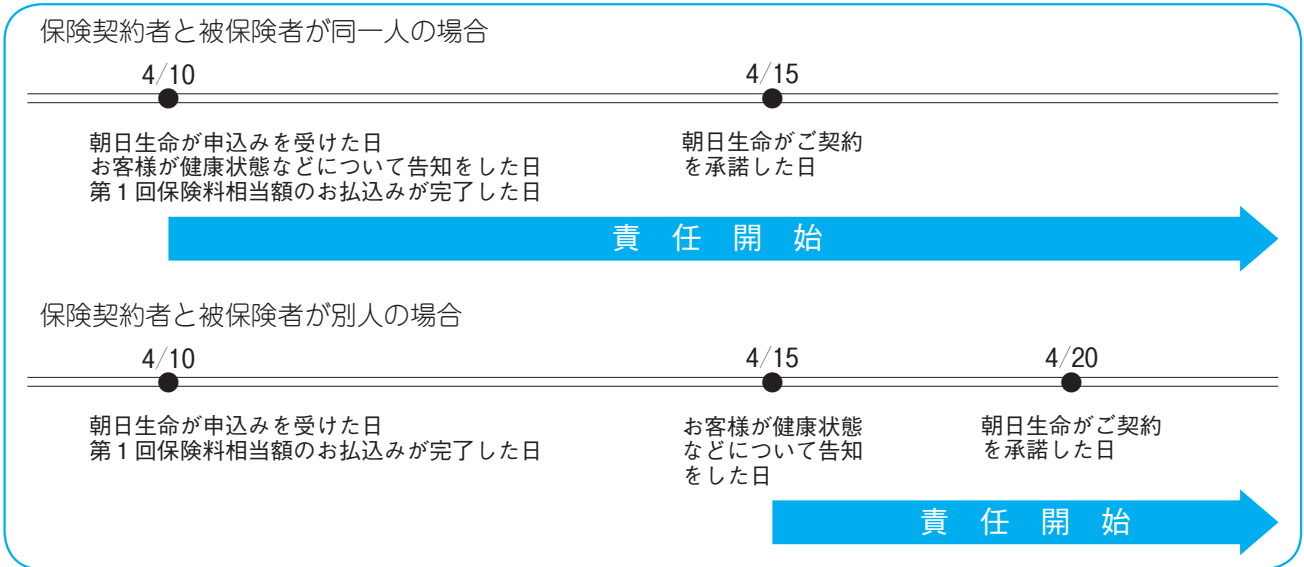 保険契約者と被保険者が同一人の場合
4/10
4/15
朝日生命が申込みを受けた日
お客様が健康状態などについて告知をした日
第1回保険料相当額のお払込みが完了した日
朝日生命がご契約
を承諾した日
責任開始
保険契約者と被保険者が別人の場合
4/10
4/15
4/20
朝日生命が申込みを受けた日
第1回保険料相当額のお払込みが完了した日
お客様が健康状態
などについて告知
をした日
朝日生命がご契約
を承諾した日
責任開始